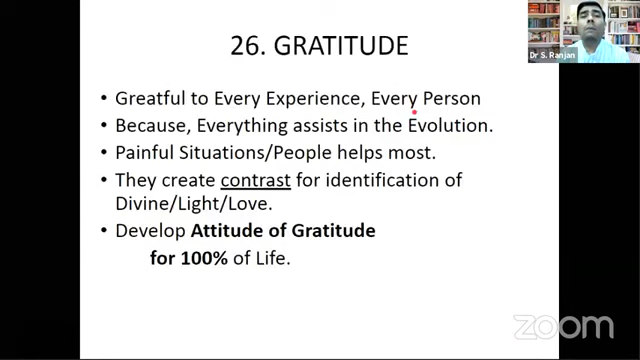 Dr S. Ranjan
26. GRATITUDE
• Greatful to Every Experience, Every Person
• Because, Everything assists in the Evolution.
• Painful Situations/People helps most.
• They create contrast for identification of
Divine/Light/Love.
• Develop Attitude of Gratitude
for 100% of Life.
zoom